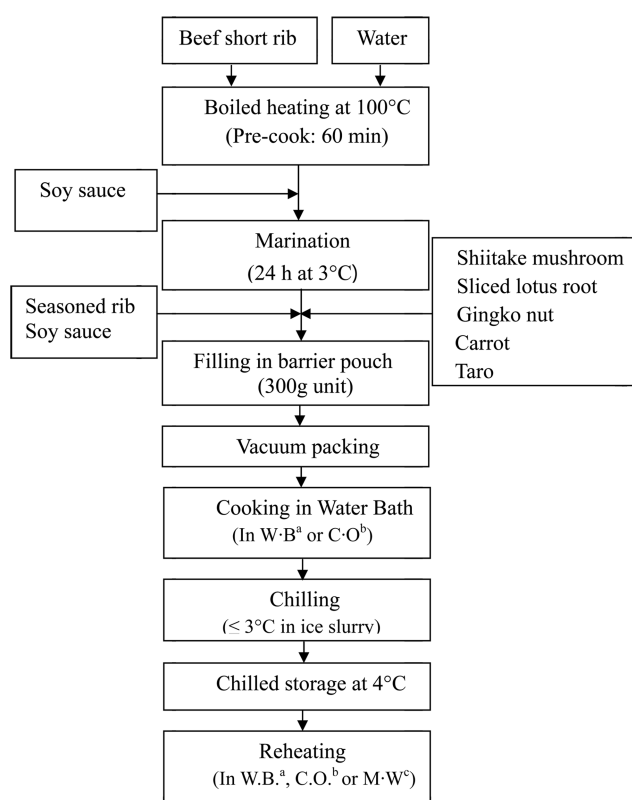 Beef short rib
Water
Boiled heating at 100°C
(Pre-cook: 60 min)
Soy sauce
Marination
(24 h at 3°C)
Shiitake mushroom
Sliced lotus root
Gingko nut
Carrot
Taro
Seasoned rib
Soy sauce
Filling in barrier pouch
(300g unit)
Vacuum packing
Cooking in Water Bath
(In W·Bᵃ or C·Oᵇ)
Chilling
(≤ 3°C in ice slurry)
Chilled storage at 4°C
Reheating
(In W.B.ᵃ, C.O.ᵇ or M·Wᶜ)